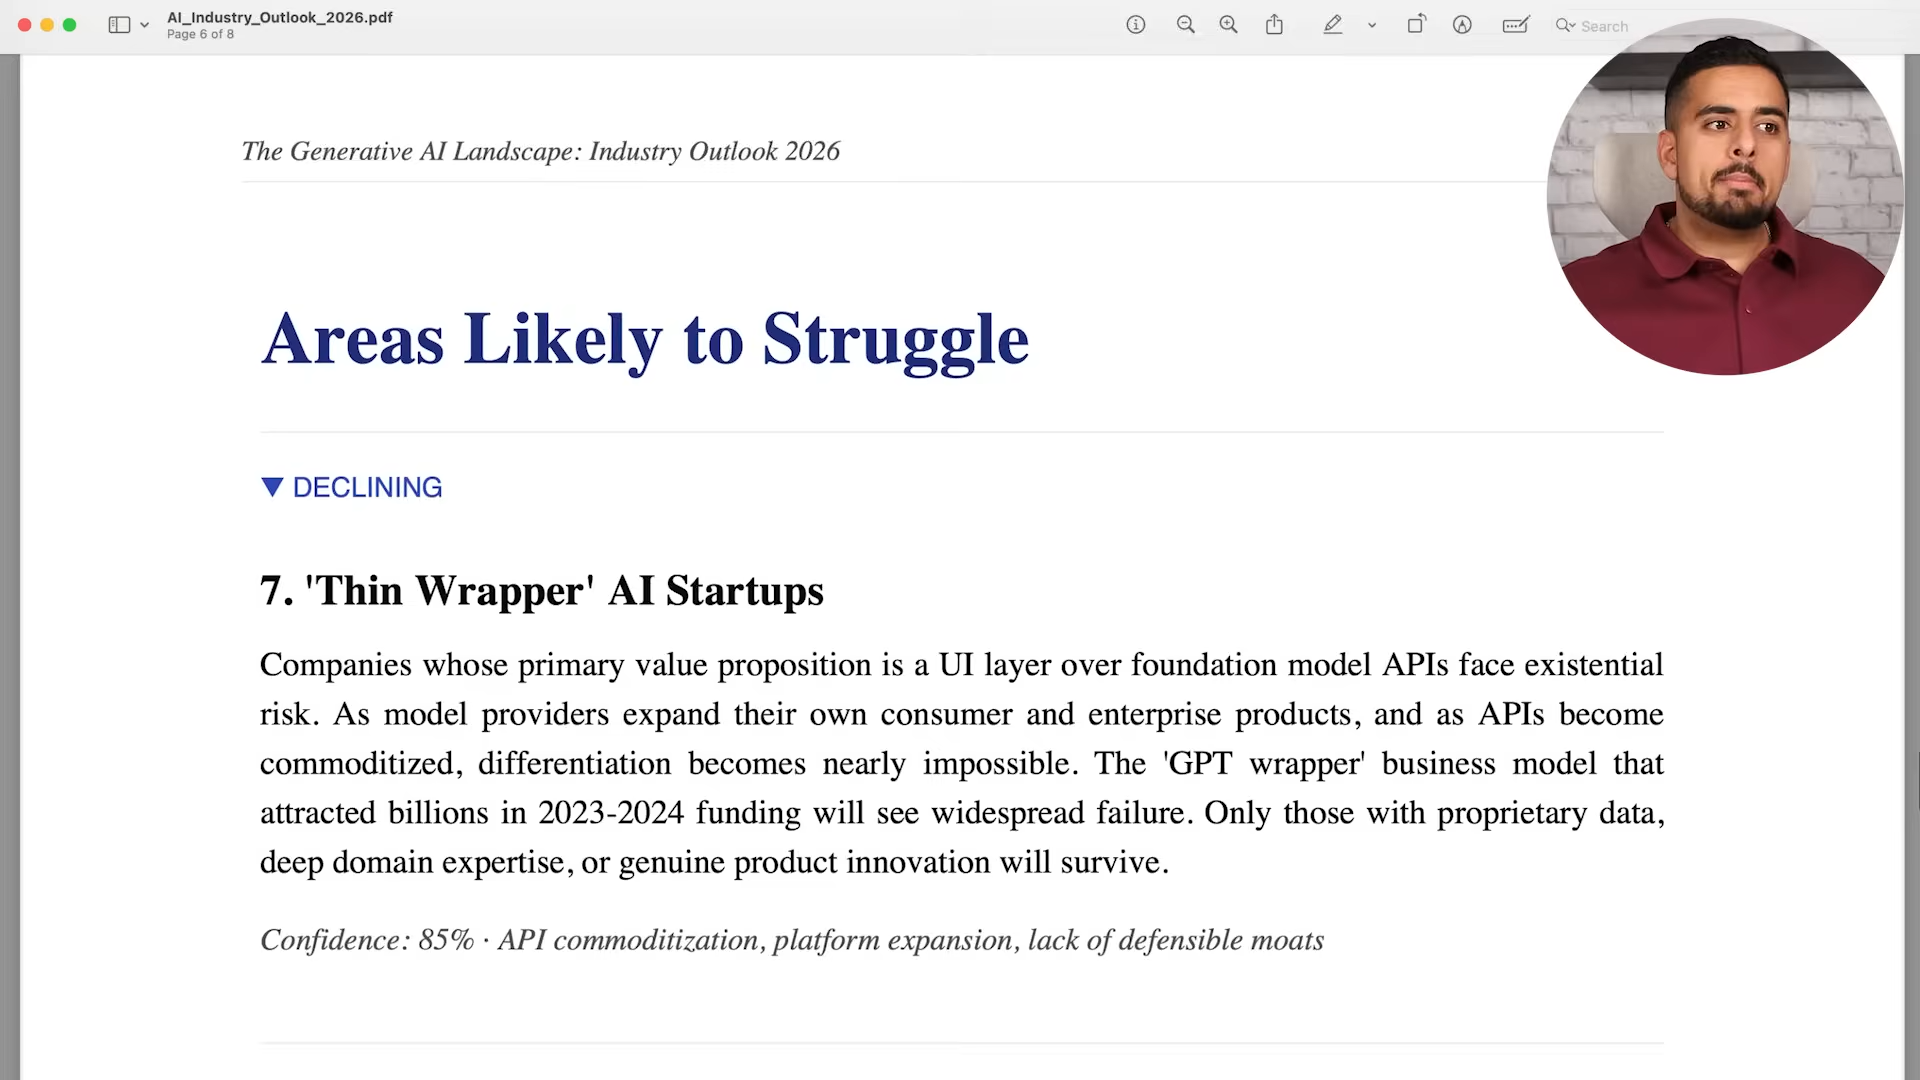 AI_Industry_Outlook_2026.pdf
Page 6 of 8
Search
The Generative AI Landscape: Industry Outlook 2026
Areas Likely to Struggle
▼ DECLINING
7. 'Thin Wrapper' AI Startups
Companies whose primary value proposition is a UI layer over foundation model APIs face existential
risk. As model providers expand their own consumer and enterprise products, and as APIs become
commoditized, differentiation becomes nearly impossible. The 'GPT wrapper' business model that
attracted billions in 2023-2024 funding will see widespread failure. Only those with proprietary data,
deep domain expertise, or genuine product innovation will survive.
Confidence: 85% · API commoditization, platform expansion, lack of defensible moats